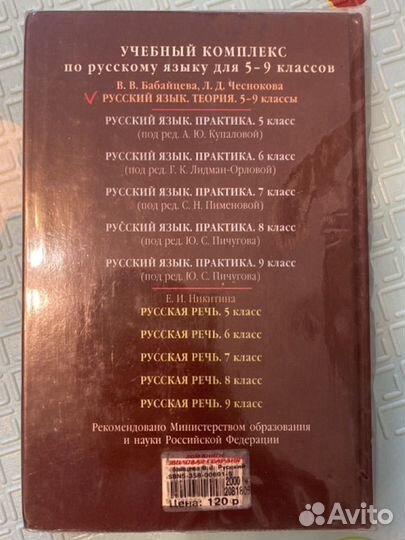 УЧЕБНЫЙ КОМПЛЕКС
по русскому языку для 5–9 классов
В. В. Бабайцева, Л. Д. Чеснокова
РУССКИЙ ЯЗЫК. ТЕОРИЯ. 5–9 классы
РУССКИЙ ЯЗЫК. ПРАКТИКА. 5 класс
(под ред. А. Ю. Купаловой)
РУССКИЙ ЯЗЫК. ПРАКТИКА. 6 класс
(под ред. Г. К. Лидман-Орловой)
РУССКИЙ ЯЗЫК. ПРАКТИКА. 7 класс
(под ред. С. Н. Пименовой)
РУССКИЙ ЯЗЫК. ПРАКТИКА. 8 класс
(под ред. Ю. С. Пичугова)
РУССКИЙ ЯЗЫК. ПРАКТИКА. 9 класс
(под ред. Ю. С. Пичугова)
Е. И. Никитина
РУССКАЯ РЕЧЬ. 5 класс
РУССКАЯ РЕЧЬ. 6 класс
РУССКАЯ РЕЧЬ. 7 класс
РУССКАЯ РЕЧЬ. 8 класс
РУССКАЯ РЕЧЬ. 9 класс
Рекомендовано Министерством образования
и науки Российской Федерации
Русский
2000
Цена: 120 р
Avito